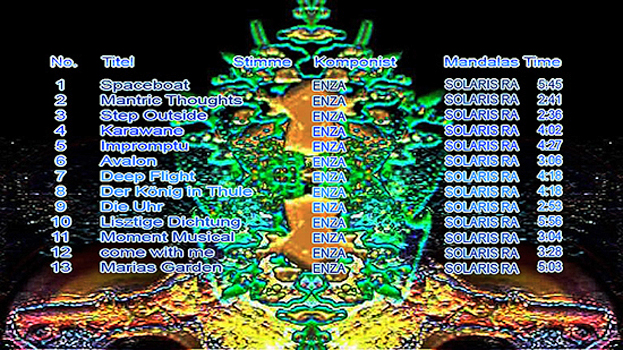 No. Titel Stimme Komponist Mandalas Time
1 Spaceboat ENZA SOLARIS RA 5:45
2 Mantric Thoughts ENZA SOLARIS RA 2:41
3 Step Outside ENZA SOLARIS RA 2:36
4 Karawane ENZA SOLARIS RA 4:02
5 Impromptu ENZA SOLARIS RA 4:27
6 Avalon ENZA SOLARIS RA 3:06
7 Deep Flight ENZA SOLARIS RA 4:18
8 Der König in Thule ENZA SOLARIS RA 4:18
9 Die Uhr ENZA SOLARIS RA 2:53
10 Lisztige Dichtung ENZA SOLARIS RA 5:56
11 Moment Musical ENZA SOLARIS RA 3:04
12 come with me ENZA SOLARIS RA 3:28
13 Marias Garden ENZA SOLARIS RA 5:03